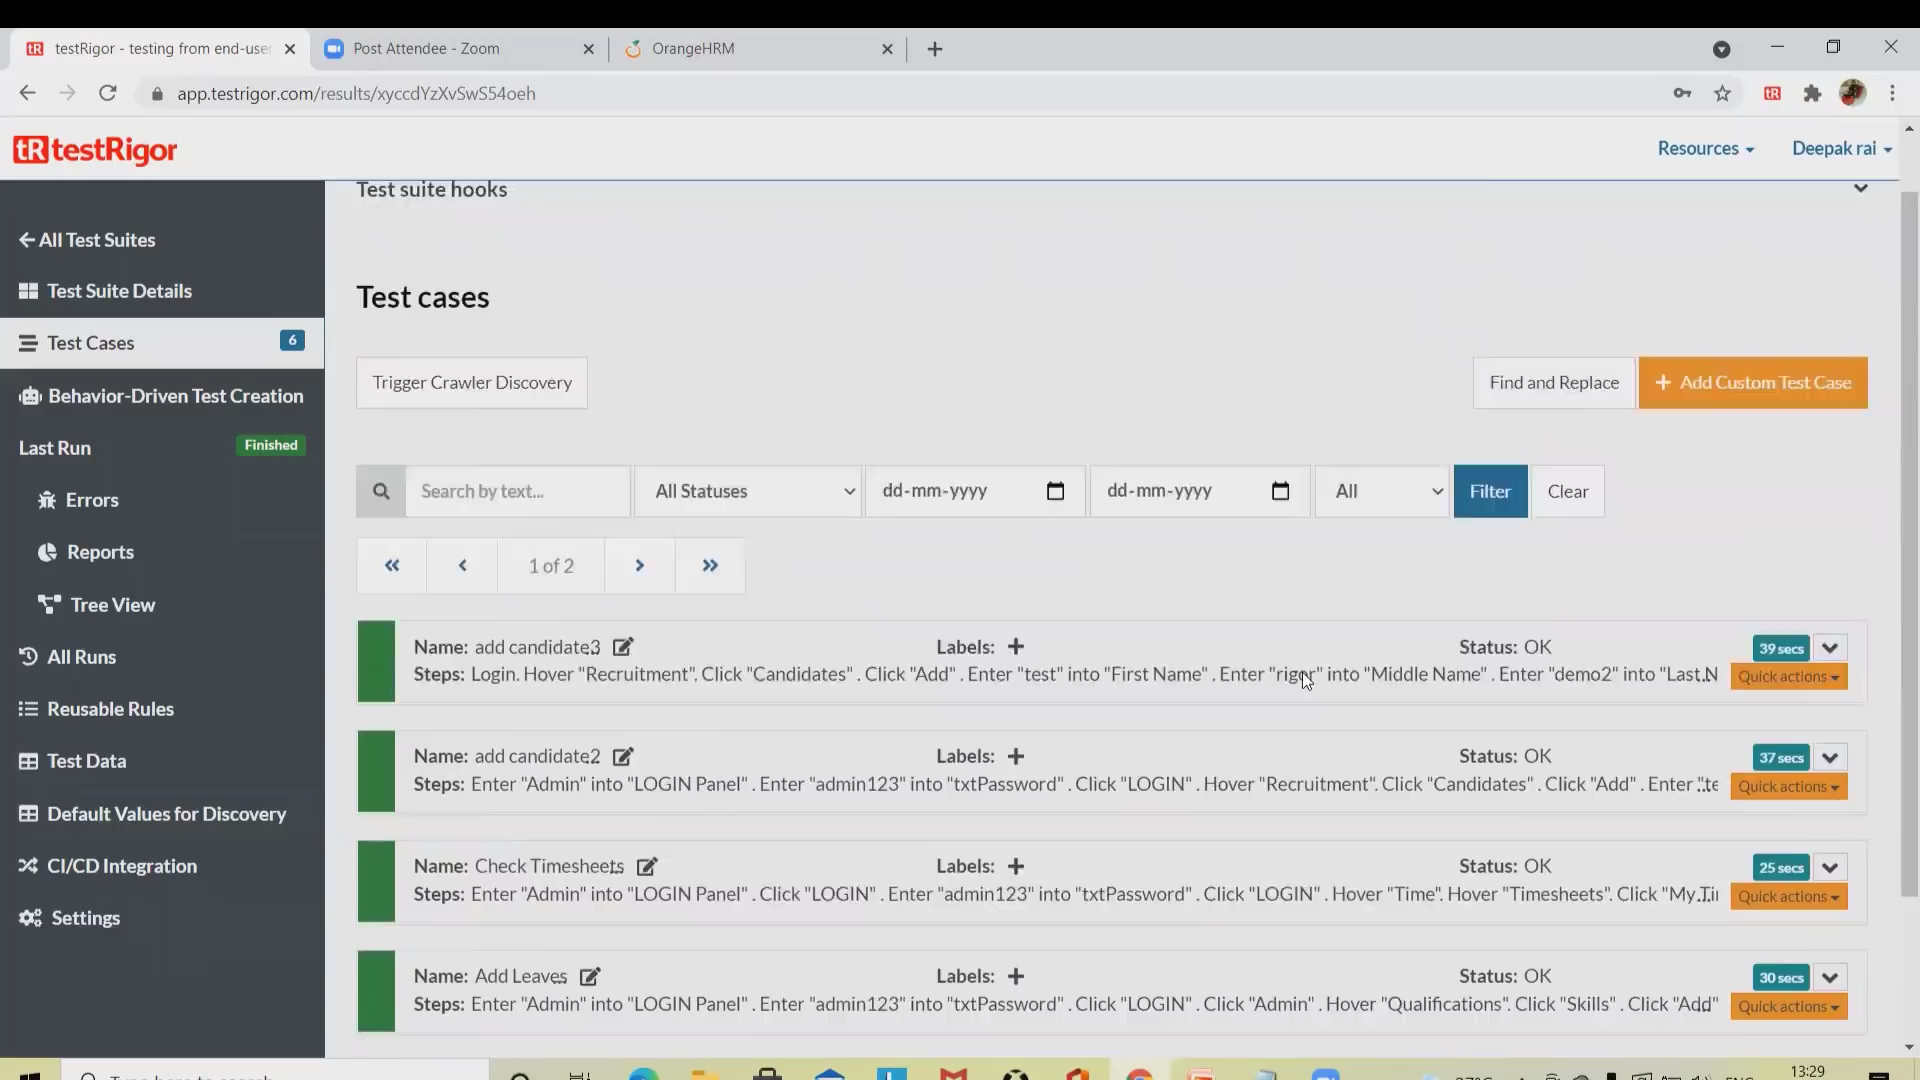 testRigor - testing from end-use
Post Attendee - Zoom
OrangeHRM
app.testrigor.com/results/xyccdYzXvSwS54oeh
tR
tR testRigor
Resources
Deepak rai
Test suite hooks
All Test Suites
Test Suite Details
Test Cases 6
Behavior-Driven Test Creation
Last Run Finished
Errors
Reports
Tree View
All Runs
Reusable Rules
Test Data
Default Values for Discovery
CI/CD Integration
Settings
Test cases
Trigger Crawler Discovery
Find and Replace
+ Add Custom Test Case
Search by text...
All Statuses
dd-mm-yyyy
dd-mm-yyyy
All
Filter
Clear
« ‹ 1 of 2 › »
Name: add candidate3 Labels: + Status: OK 39 secs
Steps: Login. Hover "Recruitment". Click "Candidates" . Click "Add" . Enter "test" into "First Name" . Enter "rigor" into "Middle Name" . Enter "demo2" into "Last N
Quick actions
Name: add candidate2 Labels: + Status: OK 37 secs
Steps: Enter "Admin" into "LOGIN Panel" . Enter "admin123" into "txtPassword" . Click "LOGIN" . Hover "Recruitment". Click "Candidates" . Click "Add" . Enter "te
Quick actions
Name: Check Timesheets Labels: + Status: OK 25 secs
Steps: Enter "Admin" into "LOGIN Panel" . Click "LOGIN" . Enter "admin123" into "txtPassword" . Click "LOGIN" . Hover "Time". Hover "Timesheets". Click "My Ti
Quick actions
Name: Add Leaves Labels: + Status: OK 30 secs
Steps: Enter "Admin" into "LOGIN Panel" . Enter "admin123" into "txtPassword" . Click "LOGIN" . Click "Admin" . Hover "Qualifications". Click "Skills" . Click "Add"
Quick actions
13:29